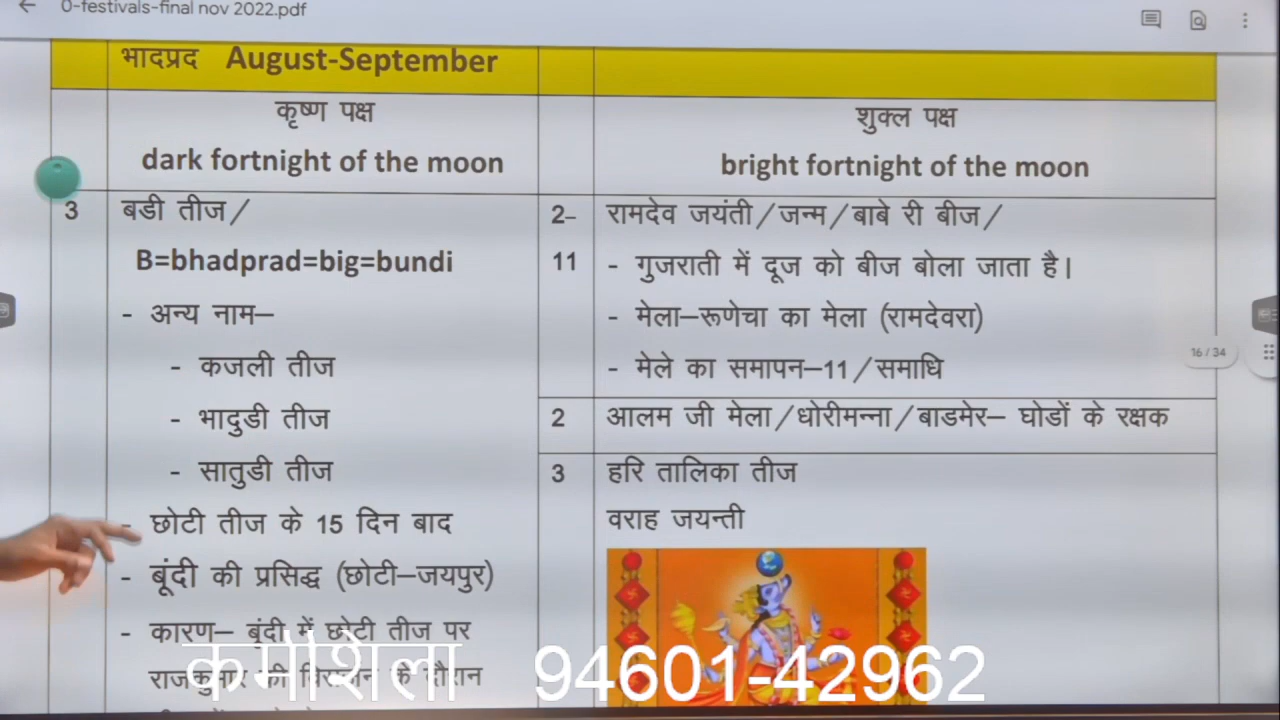 0-festivals-final nov 2022.pdf
भादप्रद August-September
कृष्ण पक्ष
dark fortnight of the moon
शुक्ल पक्ष
bright fortnight of the moon
3 बडी तीज/
B=bhadprad=big=bundi
- अन्य नाम–
- कजली तीज
- भादुडी तीज
- सातुडी तीज
- छोटी तीज के 15 दिन बाद
- बूंदी की प्रसिद्ध (छोटी–जयपुर)
- कारण– बूंदी में छोटी तीज पर
राजकुमार की के दौरान
2– रामदेव जयंती/जन्म/बाबे री बीज/
11 - गुजराती में दूज को बीज बोला जाता है।
- मेला–रूणेचा का मेला (रामदेवरा)
- मेले का समापन–11/समाधि
2 आलम जी मेला/धोरीमन्ना/बाडमेर– घोडों के रक्षक
3 हरि तालिका तीज
वराह जयन्ती
16 / 34
94601-42962